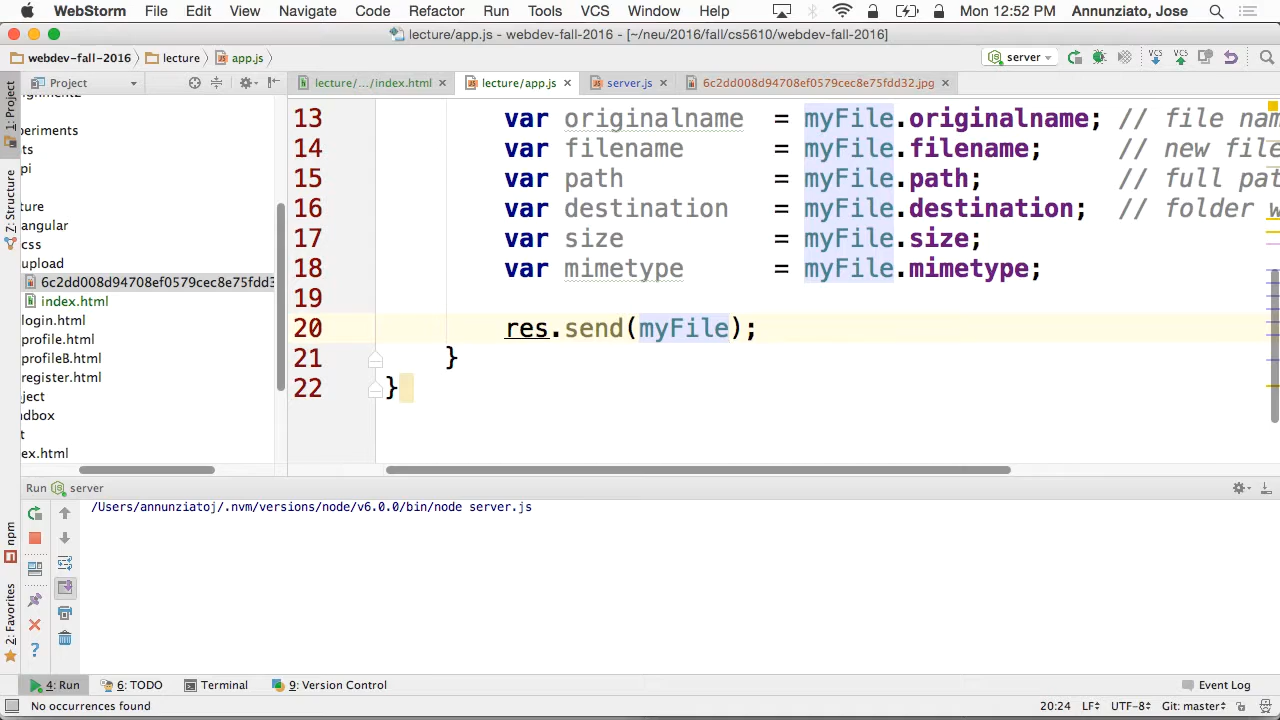 WebStorm File Edit View Navigate Code Refactor Run Tools VCS Window Help Mon 12:52 PM Annunziato, Jose
lecture/app.js - webdev-fall-2016 - [~/neu/2016/fall/cs5610/webdev-fall-2016]
webdev-fall-2016 lecture app.js server
Project lecture/.../index.html lecture/app.js server.js 6c2dd008d94708ef0579cec8e75fdd32.jpg
1: Project
Z: Structure
npm
2: Favorites
periments
ts
pi
ture
angular
css
upload
6c2dd008d94708ef0579cec8e75fdd3
index.html
login.html
profile.html
profileB.html
register.html
ject
ndbox
t
ex.html
13 var originalname = myFile.originalname; // file nam
14 var filename = myFile.filename; // new file
15 var path = myFile.path; // full pat
16 var destination = myFile.destination; // folder w
17 var size = myFile.size;
18 var mimetype = myFile.mimetype;
19
20 res.send(myFile);
21 }
22 }
Run server
/Users/annunziatoj/.nvm/versions/node/v6.0.0/bin/node server.js
4: Run 6: TODO Terminal 9: Version Control Event Log
No occurrences found 20:24 LF UTF-8 Git: master